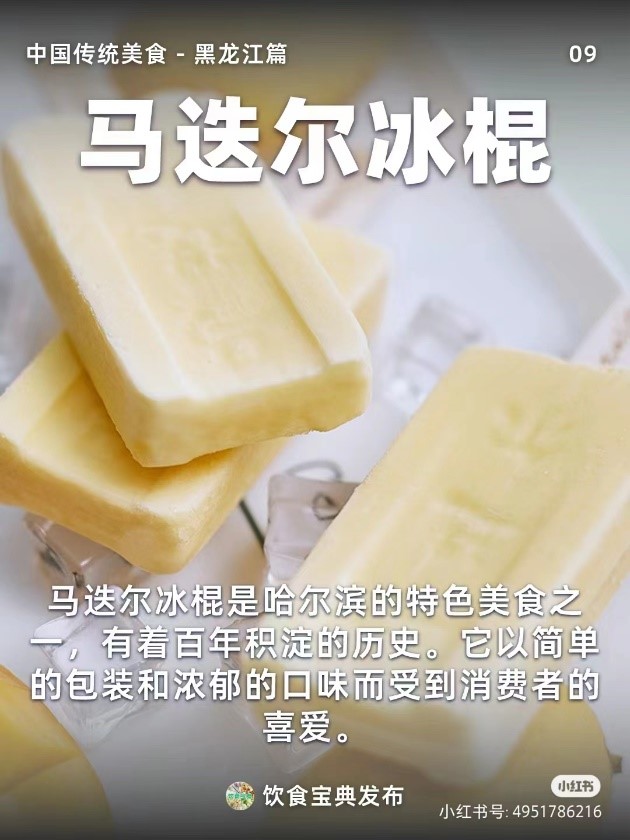 中国传统美食 - 黑龙江篇
09
马迭尔冰棍
马迭尔冰棍是哈尔滨的特色美食之
一，有着百年积淀的历史。它以简单
的包装和浓郁的口味而受到消费者的
喜爱。
饮食宝典发布
小红书
小红书号: 4951786216